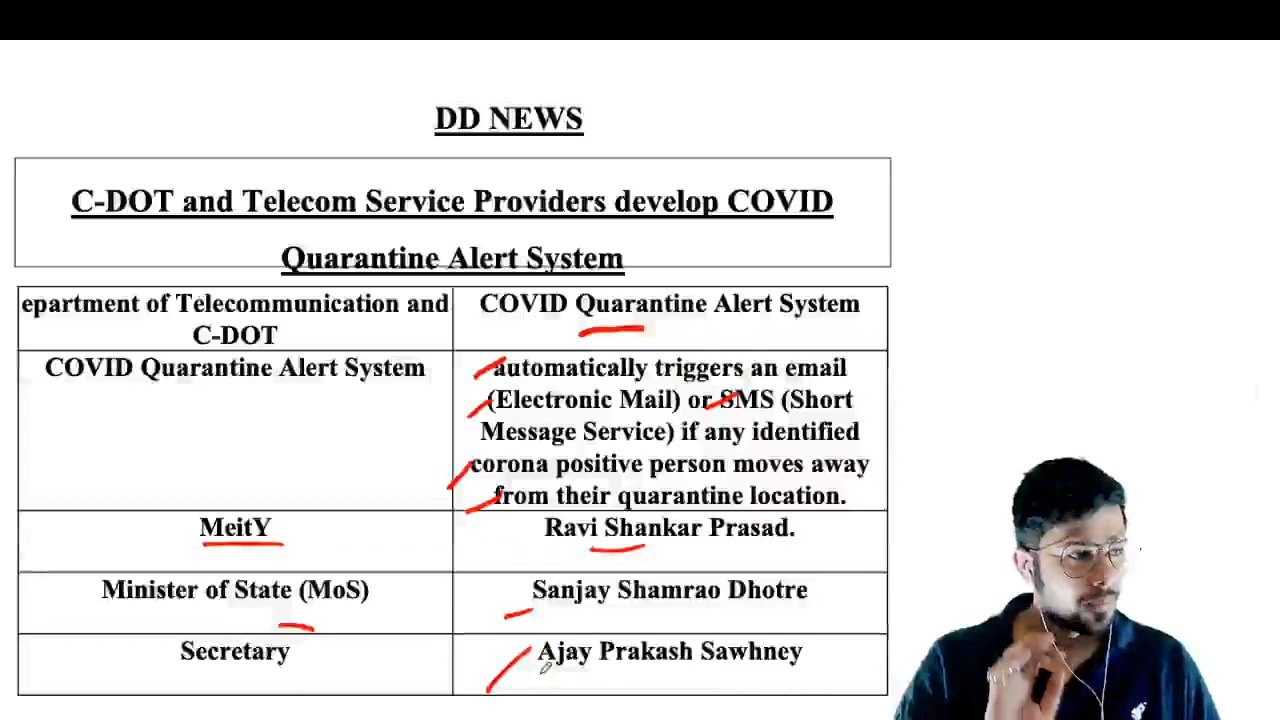 DD NEWS
C-DOT and Telecom Service Providers develop COVID
Quarantine Alert System
epartment of Telecommunication and
C-DOT
COVID Quarantine Alert System
COVID Quarantine Alert System
automatically triggers an email
(Electronic Mail) or SMS (Short
Message Service) if any identified
corona positive person moves away
from their quarantine location.
MeitY
Ravi Shankar Prasad.
Minister of State (MoS)
Sanjay Shamrao Dhotre
Secretary
Ajay Prakash Sawhney